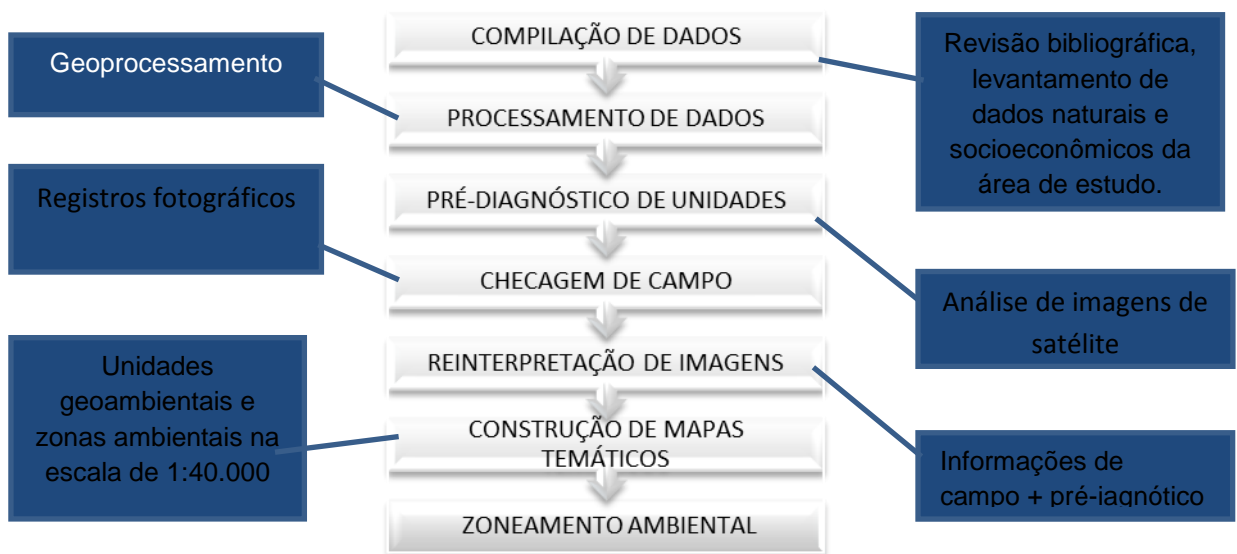 COMPILAÇÃO DE DADOS
Geoprocessamento
Revisão bibliográfica,
levantamento de
dados naturais e
socioeconômicos da
área de estudo.
PROCESSAMENTO DE DADOS
Registros fotográficos
PRÉ-DIAGNÓSTICO DE UNIDADES
CHECAGEM DE CAMPO
Análise de imagens de
satélite
REINTERPRETAÇÃO DE IMAGENS
Unidades
geoambientais e
zonas ambientais na
escala de 1:40.000
CONSTRUÇÃO DE MAPAS
TEMÁTICOS
Informações de
campo + pré-iagnótico
ZONEAMENTO AMBIENTAL